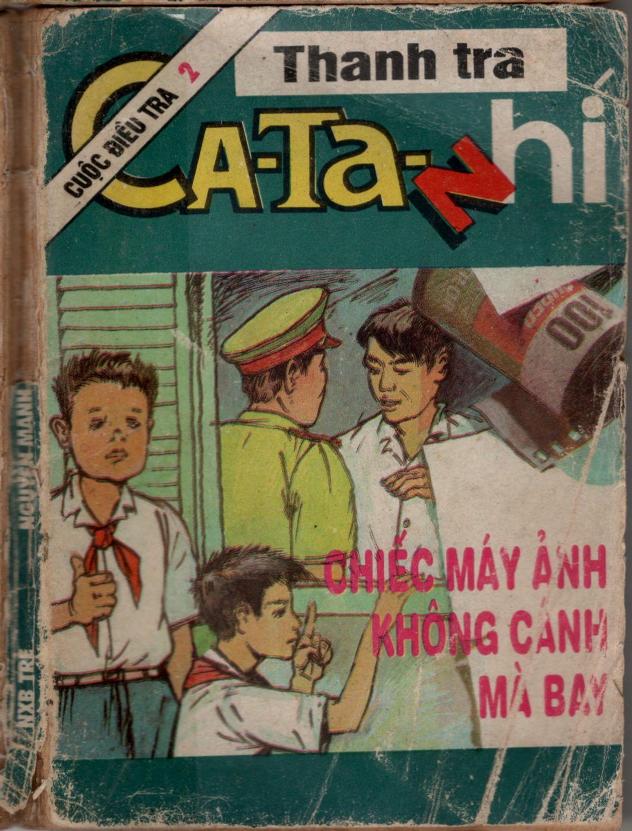 Thanh tra
CUỘC ĐIỀU TRA 2
CA-Ta-Nhí
100
CHIẾC MÁY ẢNH
KHÔNG CÁNH
MÀ BAY
NGUYỄN MẠNH
NXB TRẺ